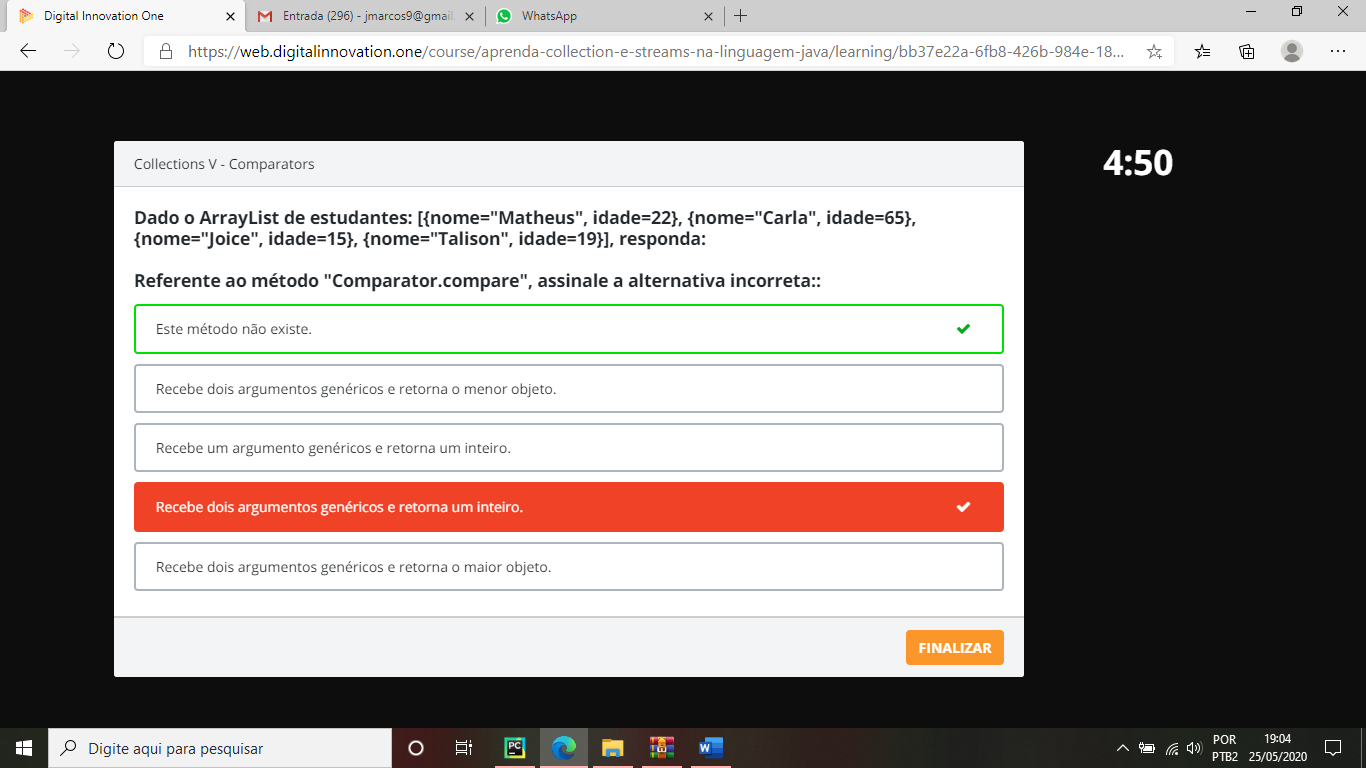 Digital Innovation One
Entrada (296) - jmarcos9@gmail.
WhatsApp
https://web.digitalinnovation.one/course/aprenda-collection-e-streams-na-linguagem-java/learning/bb37e22a-6fb8-426b-984e-18...
Collections V - Comparators
4:50
Dado o ArrayList de estudantes: [{nome="Matheus", idade=22}, {nome="Carla", idade=65},
{nome="Joice", idade=15}, {nome="Talison", idade=19}], responda:
Referente ao método "Comparator.compare", assinale a alternativa incorreta::
Este método não existe.
Recebe dois argumentos genéricos e retorna o menor objeto.
Recebe um argumento genéricos e retorna um inteiro.
Recebe dois argumentos genéricos e retorna um inteiro.
Recebe dois argumentos genéricos e retorna o maior objeto.
FINALIZAR
Digite aqui para pesquisar
PC
W
POR
PTB2
19:04
25/05/2020